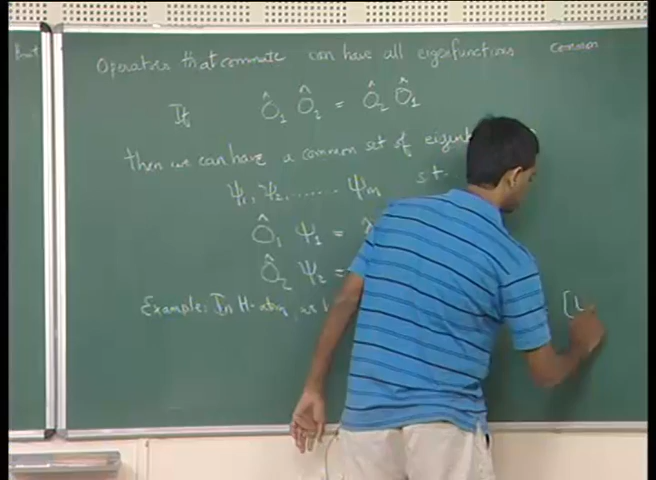 Operators that commute can have all eigenfunctions common
If Ô₁ Ô₂ = Ô₂ Ô₁
then we can have a common set of
ψ₁, ψ₂, ....... ψₘ s.t.
Ô₁ ψ₁ =
Ô₂ ψ₂ =
Example: In H-atom,
[L